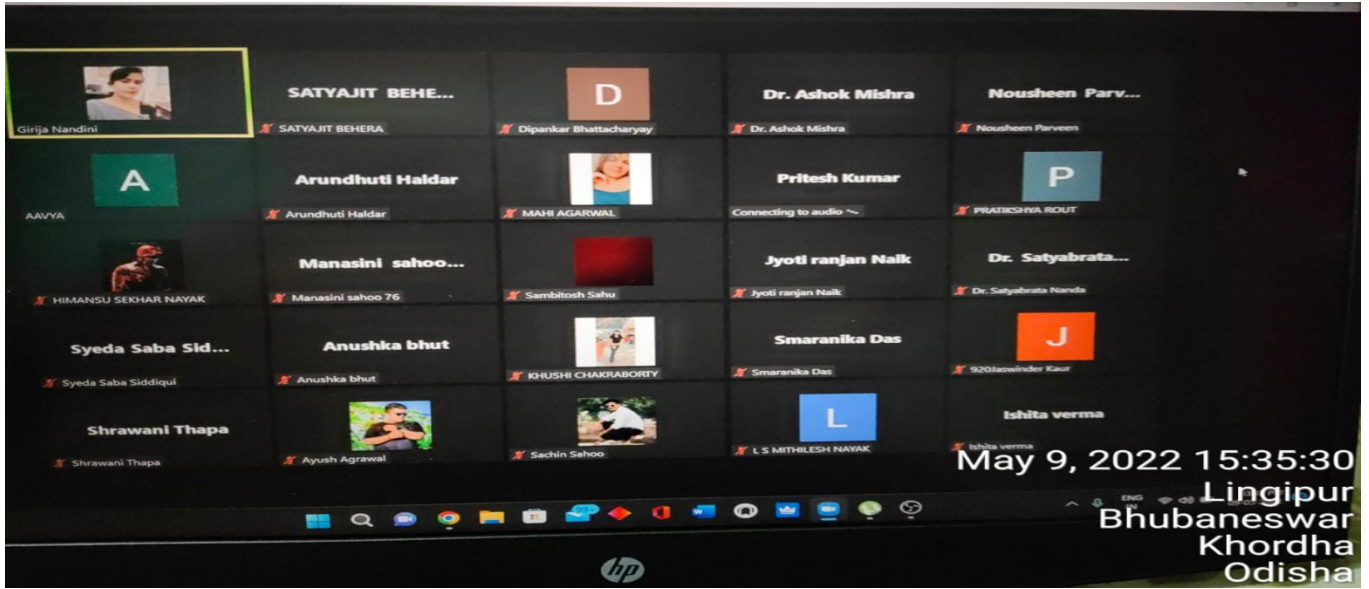 Girija Nandini
SATYAJIT BEHE...
SATYAJIT BEHERA
D
Dipankar Bhattacharyay
Dr. Ashok Mishra
Dr. Ashok Mishra
Nousheen Parv...
Nousheen Parveen
A
AAVYA
Arundhuti Haldar
Arundhuti Haldar
MAHI AGARWAL
Pritesh Kumar
Connecting to audio
P
PRATIKSHYA ROUT
HIMANSU SEKHAR NAYAK
Manasini sahoo...
Manasini sahoo 76
Sambitosh Sahu
Jyoti ranjan Naik
Jyoti ranjan Naik
Dr. Satyabrata...
Dr. Satyabrata Nanda
Syeda Saba Sid...
Syeda Saba Siddiqui
Anushka bhut
Anushka bhut
KHUSHI CHAKRABORTY
Smaranika Das
Smaranika Das
J
920Jaswinder Kaur
Shrawani Thapa
Shrawani Thapa
Ayush Agrawal
Sachin Sahoo
L
L S MITHILESH NAYAK
Ishita verma
Ishita verma
99+
ENG
IN
hp
May 9, 2022 15:35:30
Lingipur
Bhubaneswar
Khordha
Odisha